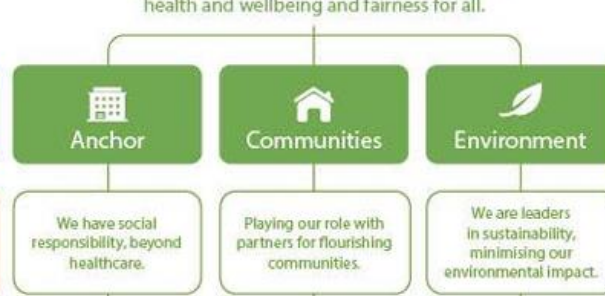 health and wellbeing and fairness for all.
Anchor
Communities
Environment
We have social
responsibility, beyond
healthcare.
Playing our role with
partners for flourishing
communities.
We are leaders
in sustainability,
minimising our
environmental impact.